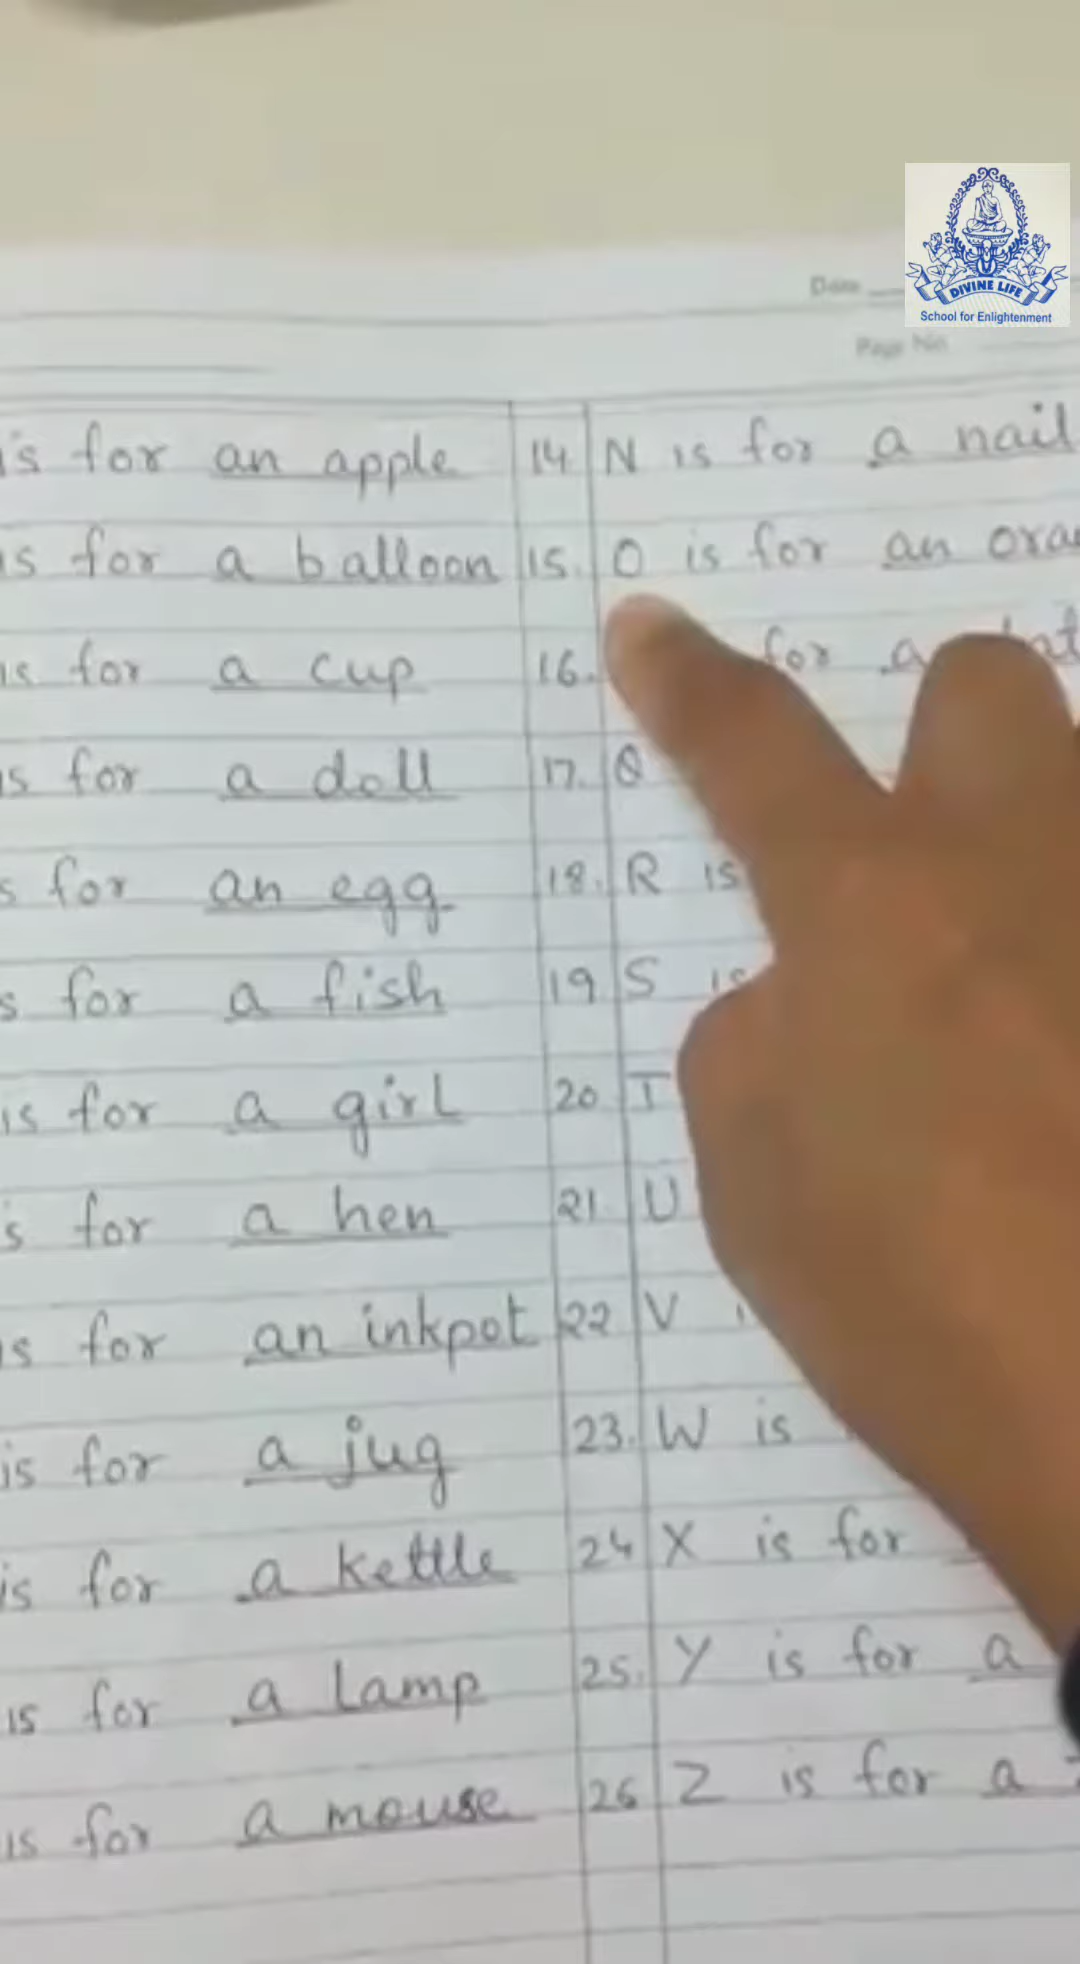 DIVINE LIFE
School for Enlightenment
Date
Page No.
is for an apple
is for a balloon
is for a cup
is for a doll
s for an egg
s for a fish
is for a girl
s for a hen
is for an inkpot
is for a jug
is for a kettle
is for a lamp
is for a mouse
14. N is for a nail
15. O is for an
16. for a
17. Q
18. R is
19 S is
20 T
21. U
22 V
23. W is
24 X is for
25. Y is for a
26 Z is for a